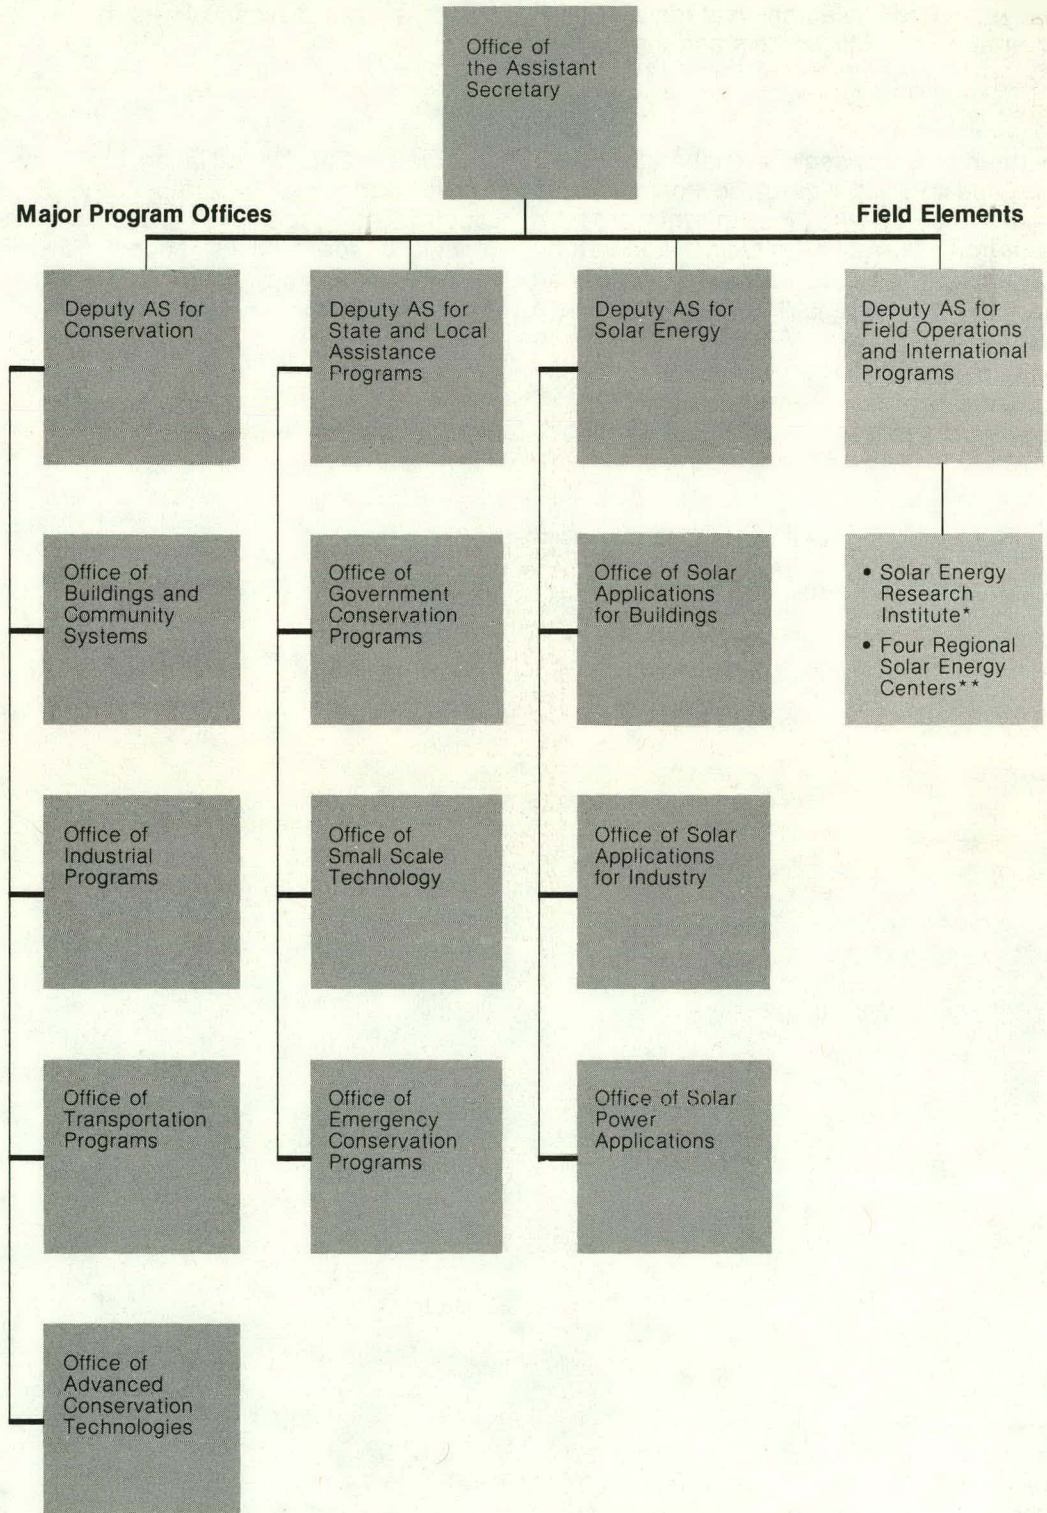 Office of
the Assistant
Secretary
Major Program Offices
Field Elements
Deputy AS for
Conservation
Deputy AS for
State and Local
Assistance
Programs
Deputy AS for
Solar Energy
Deputy AS for
Field Operations
and International
Programs
Office of
Buildings and
Community
Systems
Office of
Government
Conservation
Programs
Office of Solar
Applications
for Buildings
• Solar Energy
Research
Institute*
• Four Regional
Solar Energy
Centers**
Office of
Industrial
Programs
Office of
Small Scale
Technology
Office of Solar
Applications
for Industry
Office of
Transportation
Programs
Office of
Emergency
Conservation
Programs
Office of Solar
Power
Applications
Office of
Advanced
Conservation
Technologies